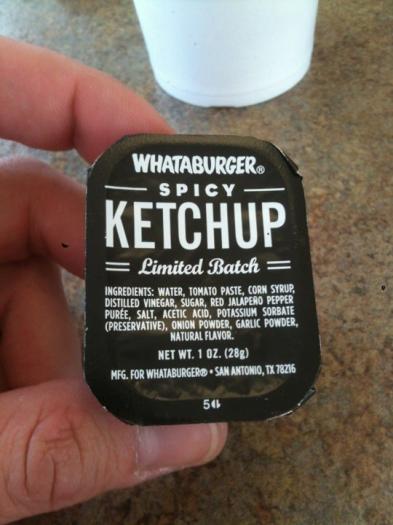 WHATABURGER®
SPICY
KETCHUP
Limited Batch
INGREDIENTS: WATER, TOMATO PASTE, CORN SYRUP,
DISTILLED VINEGAR, SUGAR, RED JALAPEÑO PEPPER
PURÉE, SALT, ACETIC ACID, POTASSIUM SORBATE
(PRESERVATIVE), ONION POWDER, GARLIC POWDER,
NATURAL FLAVOR.
NET WT. 1 OZ. (28g)
MFG. FOR WHATABURGER® • SAN ANTONIO, TX 78216
5